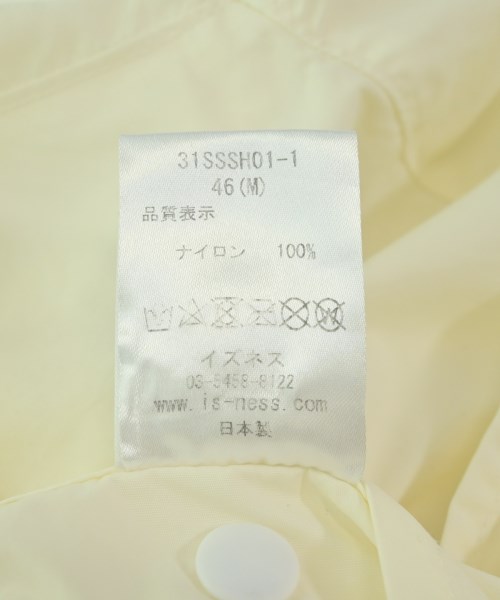 31SSSH01-1
46(M)
品質表示
ナイロン 100%
イズネス
03-5458-8122
www.is-ness.com
日本製